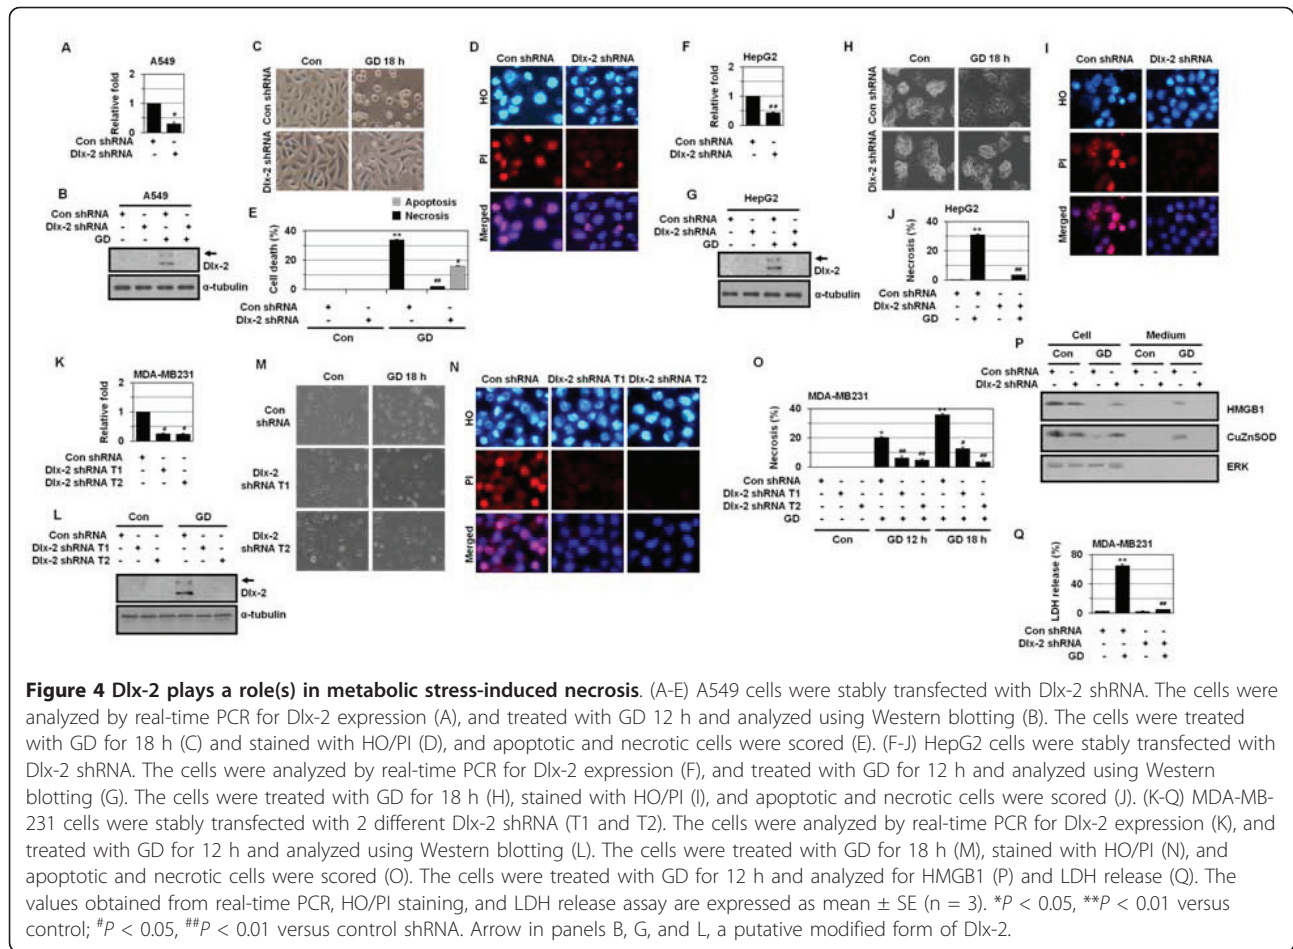 A
A549
Relative fold
2
1
0
Con shRNA + -
Dlx-2 shRNA - +
#
B
A549
Con shRNA + - + -
Dlx-2 shRNA - + - +
GD - - + +
Dlx-2
α-tubulin
C
Con GD 18 h
Con shRNA
Dlx-2 shRNA
D
Con shRNA Dlx-2 shRNA
HO
PI
Merged
E
Apoptosis
Necrosis
Cell death (%)
40
20
0
** ## #
Con shRNA + - + -
Dlx-2 shRNA - + - +
Con GD
F
HepG2
Relative fold
2
1
0
##
Con shRNA + -
Dlx-2 shRNA - +
G
HepG2
Con shRNA + - + -
Dlx-2 shRNA - + - +
GD - - + +
Dlx-2
α-tubulin
H
Con GD 18 h
Con shRNA
Dlx-2 shRNA
I
Con shRNA Dlx-2 shRNA
HO
PI
Merged
J
HepG2
Necrosis (%)
40
20
0
** ##
Con shRNA + + - -
Dlx-2 shRNA - - + +
GD - + - +
K
MDA-MB231
Relative fold
2
1
0
# #
Con shRNA + - -
Dlx-2 shRNA T1 - + -
Dlx-2 shRNA T2 - - +
L
Con GD
Con shRNA + - - + - -
Dlx-2 shRNA T1 - + - - + -
Dlx-2 shRNA T2 - - + - - +
Dlx-2
α-tubulin
M
Con GD 18 h
Con shRNA
Dlx-2 shRNA T1
Dlx-2 shRNA T2
N
Con shRNA Dlx-2 shRNA T1 Dlx-2 shRNA T2
HO
PI
Merged
O
MDA-MB231
Necrosis (%)
40
20
0
* ## ## ** # ##
Con shRNA + - - + - - + - -
Dlx-2 shRNA T1 - + - - + - - + -
Dlx-2 shRNA T2 - - + - - + - - +
GD - - - + + + + + +
Con GD 12 h GD 18 h
P
Cell Medium
Con GD Con GD
Con shRNA + - + - + - + -
Dlx-2 shRNA - + - + - + - +
HMGB1
CuZnSOD
ERK
Q
MDA-MB231
LDH release (%)
80
40
0
** ##
Con shRNA + + - -
Dlx-2 shRNA - - + +
GD - + - +
Figure 4 Dlx-2 plays a role(s) in metabolic stress-induced necrosis. (A-E) A549 cells were stably transfected with Dlx-2 shRNA. The cells were
analyzed by real-time PCR for Dlx-2 expression (A), and treated with GD 12 h and analyzed using Western blotting (B). The cells were treated
with GD for 18 h (C) and stained with HO/PI (D), and apoptotic and necrotic cells were scored (E). (F-J) HepG2 cells were stably transfected with
Dlx-2 shRNA. The cells were analyzed by real-time PCR for Dlx-2 expression (F), and treated with GD for 12 h and analyzed using Western
blotting (G). The cells were treated with GD for 18 h (H), stained with HO/PI (I), and apoptotic and necrotic cells were scored (J). (K-Q) MDA-MB-
231 cells were stably transfected with 2 different Dlx-2 shRNA (T1 and T2). The cells were analyzed by real-time PCR for Dlx-2 expression (K), and
treated with GD for 12 h and analyzed using Western blotting (L). The cells were treated with GD for 18 h (M), stained with HO/PI (N), and
apoptotic and necrotic cells were scored (O). The cells were treated with GD for 12 h and analyzed for HMGB1 (P) and LDH release (Q). The
values obtained from real-time PCR, HO/PI staining, and LDH release assay are expressed as mean ± SE (n = 3). *P < 0.05, **P < 0.01 versus
control; #P < 0.05, ##P < 0.01 versus control shRNA. Arrow in panels B, G, and L, a putative modified form of Dlx-2.